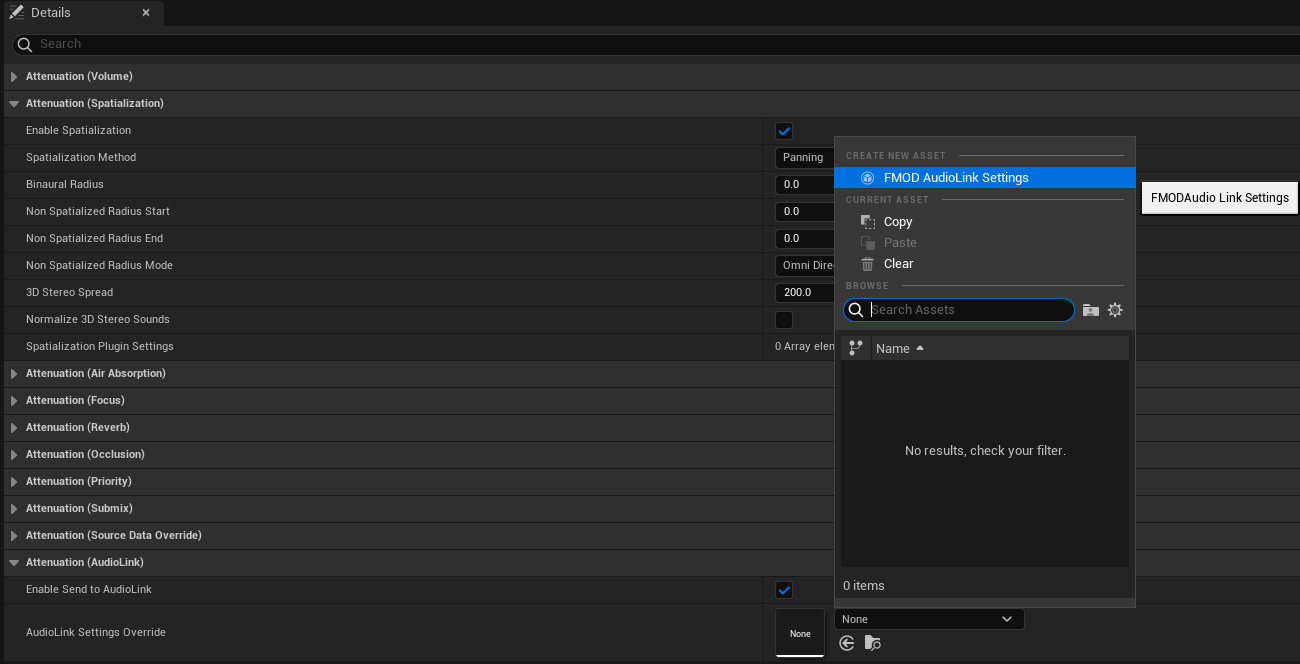 Details
Search
Attenuation (Volume)
Attenuation (Spatialization)
Enable Spatialization
Spatialization Method Panning
Binaural Radius 0.0
Non Spatialized Radius Start 0.0
Non Spatialized Radius End 0.0
Non Spatialized Radius Mode Omni Dire
3D Stereo Spread 200.0
Normalize 3D Stereo Sounds
Spatialization Plugin Settings 0 Array elen
Attenuation (Air Absorption)
Attenuation (Focus)
Attenuation (Reverb)
Attenuation (Occlusion)
Attenuation (Priority)
Attenuation (Submix)
Attenuation (Source Data Override)
Attenuation (AudioLink)
Enable Send to AudioLink
AudioLink Settings Override None None
CREATE NEW ASSET
FMOD AudioLink Settings
FMODAudio Link Settings
CURRENT ASSET
Copy
Paste
Clear
BROWSE
Search Assets
Name
No results, check your filter.
0 items